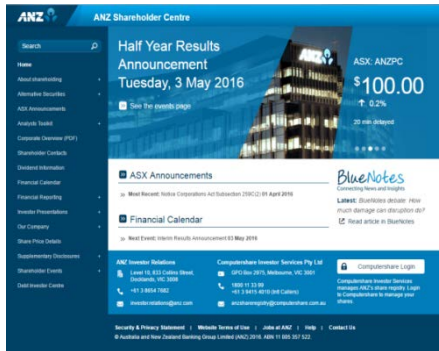 ANZ
ANZ Shareholder Centre
Search
Home
About shareholding
Alternative Securities
ASX Announcements
Analysts Toolkit
Corporate Overview (PDF)
Shareholder Contacts
Dividend Information
Financial Calendar
Financial Reporting
Investor Presentations
Our Company
Share Price Details
Supplementary Disclosures
Shareholder Events
Debt Investor Centre
Half Year Results
Announcement
Tuesday, 3 May 2016
See the events page
ANZ
ASX: ANZPC
$100.00
↑ 0.2%
20 min delayed
ASX Announcements
Most Recent: Notice Corporations Act Subsection 259C(2) 01 April 2016
Financial Calendar
Next Event: Interim Results Announcement 03 May 2016
BlueNotes
Connecting News and Insights
Latest: BlueNotes debate: How
much damage can disruption do?
Read article in BlueNotes
ANZ Investor Relations
Level 10, 833 Collins Street,
Docklands, VIC 3008
+61 3 8654 7682
investor.relations@anz.com
Computershare Investor Services Pty Ltd
GPO Box 2975, Melbourne, VIC 3001
1800 11 33 99
+61 3 9415 4010 (Intl Callers)
anzshareregistry@computershare.com.au
Computershare Login
Computershare Investor Services
manages ANZ's share registry. Login
to Computershare to manage your
shares.
Security & Privacy Statement | Website Terms of Use | Jobs at ANZ | Help | Contact Us
© Australia and New Zealand Banking Group Limited (ANZ) 2016. ABN 11 005 357 522.